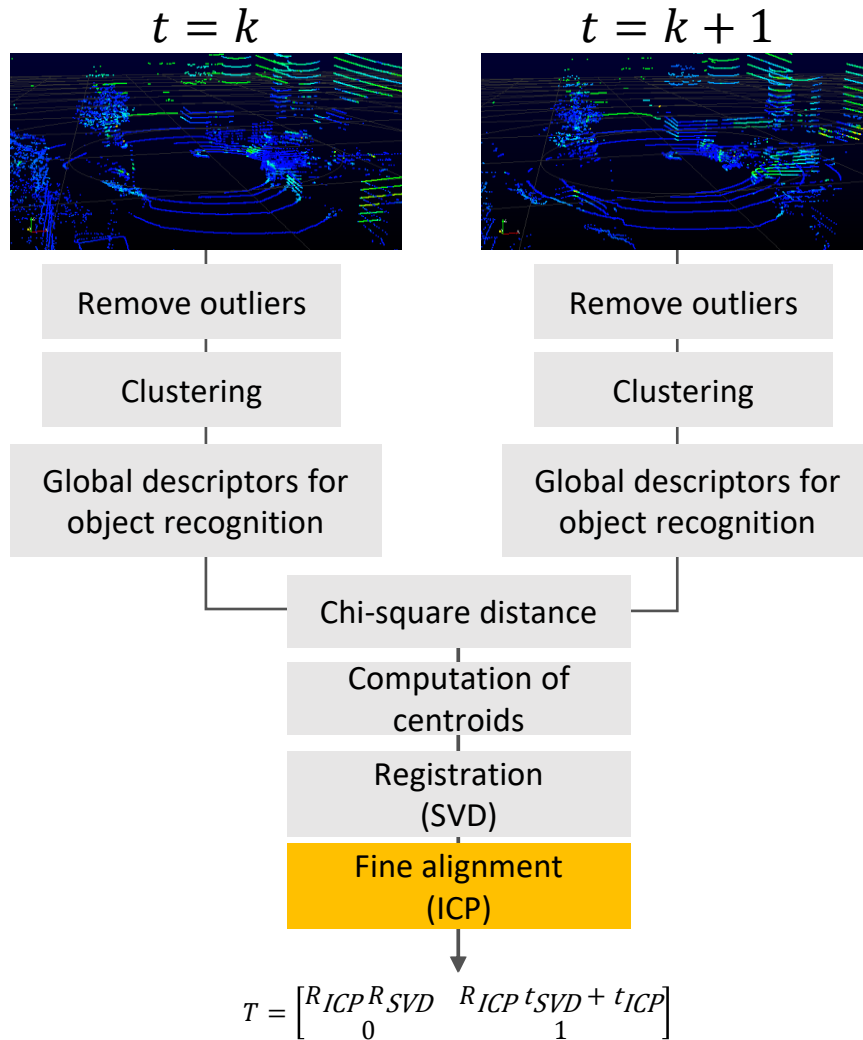 t = k
t = k + 1
Remove outliers
Remove outliers
Clustering
Clustering
Global descriptors for
object recognition
Global descriptors for
object recognition
Chi-square distance
Computation of
centroids
Registration
(SVD)
Fine alignment
(ICP)
T = [R_ICP R_SVD R_ICP t_SVD + t_ICP]
0 1